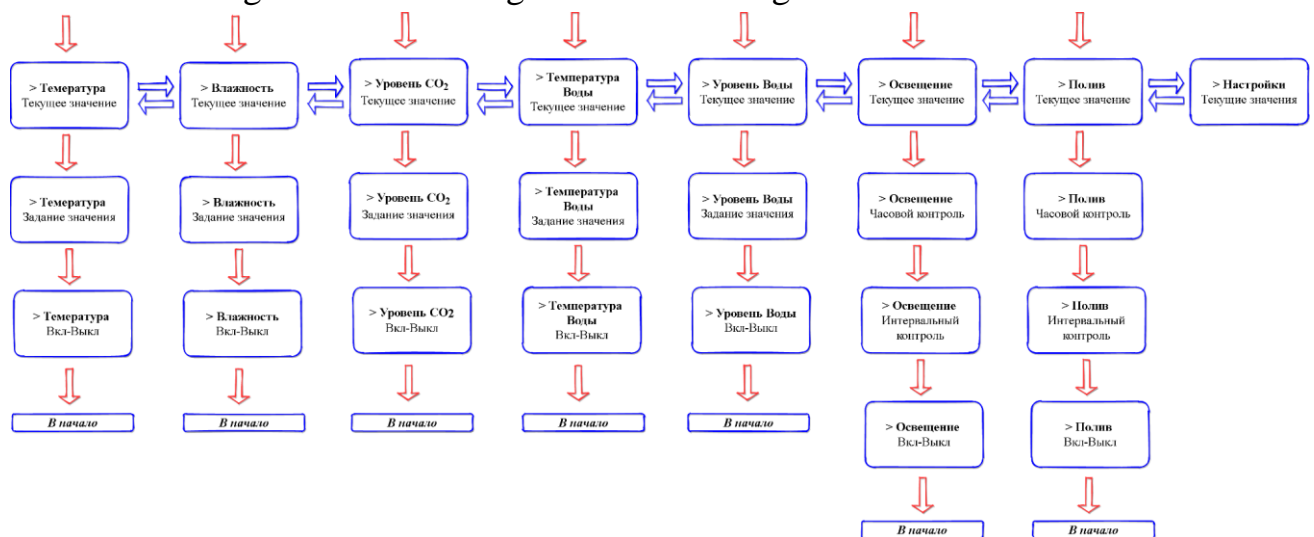 > Темература
Текущее значение
> Влажность
Текущее значение
> Уровень CO₂
Текущее значение
> Температура
Воды
Текущее значение
> Уровень Воды
Текущее значение
> Освещение
Текущее значение
> Полив
Текущее значение
> Настройки
Текущие значения
> Темература
Задание значения
> Влажность
Задание значения
> Уровень CO₂
Задание значения
> Температура
Воды
Задание значения
> Уровень Воды
Задание значения
> Освещение
Часовой контроль
> Полив
Часовой контроль
> Темература
Вкл-Выкл
> Влажность
Вкл-Выкл
> Уровень CO2
Вкл-Выкл
> Температура
Воды
Вкл-Выкл
> Уровень Воды
Вкл-Выкл
> Освещение
Интервальный
контроль
> Полив
Интервальный
контроль
В начало
В начало
В начало
В начало
В начало
> Освещение
Вкл-Выкл
> Полив
Вкл-Выкл
В начало
В начало